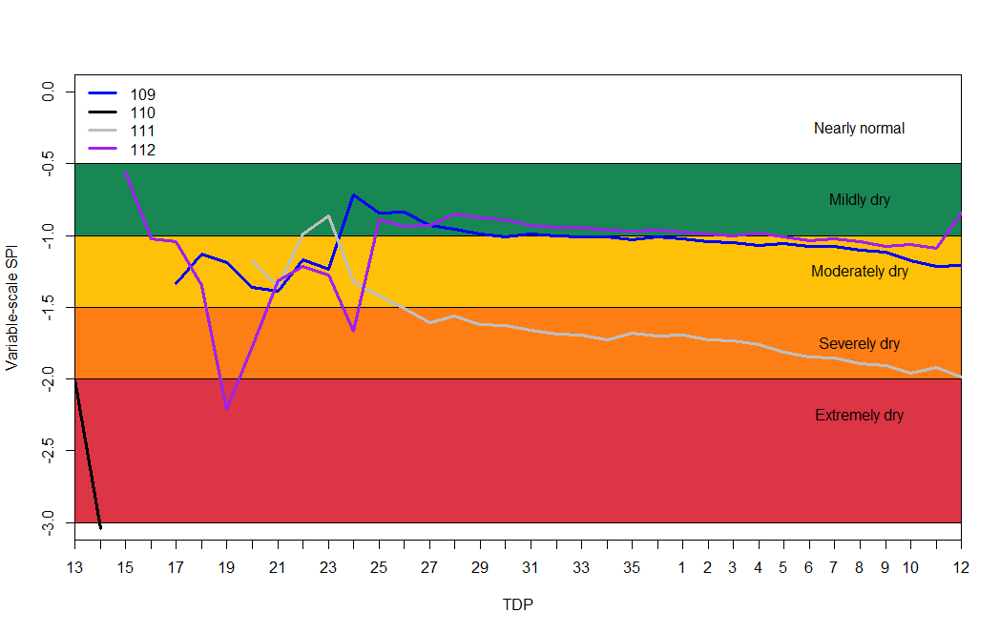 109
110
111
112
Nearly normal
Mildly dry
Moderately dry
Severely dry
Extremely dry
Variable-scale SPI
0.0
-0.5
-1.0
-1.5
-2.0
-2.5
-3.0
13 15 17 19 21 23 25 27 29 31 33 35 1 2 3 4 5 6 7 8 9 10 12
TDP